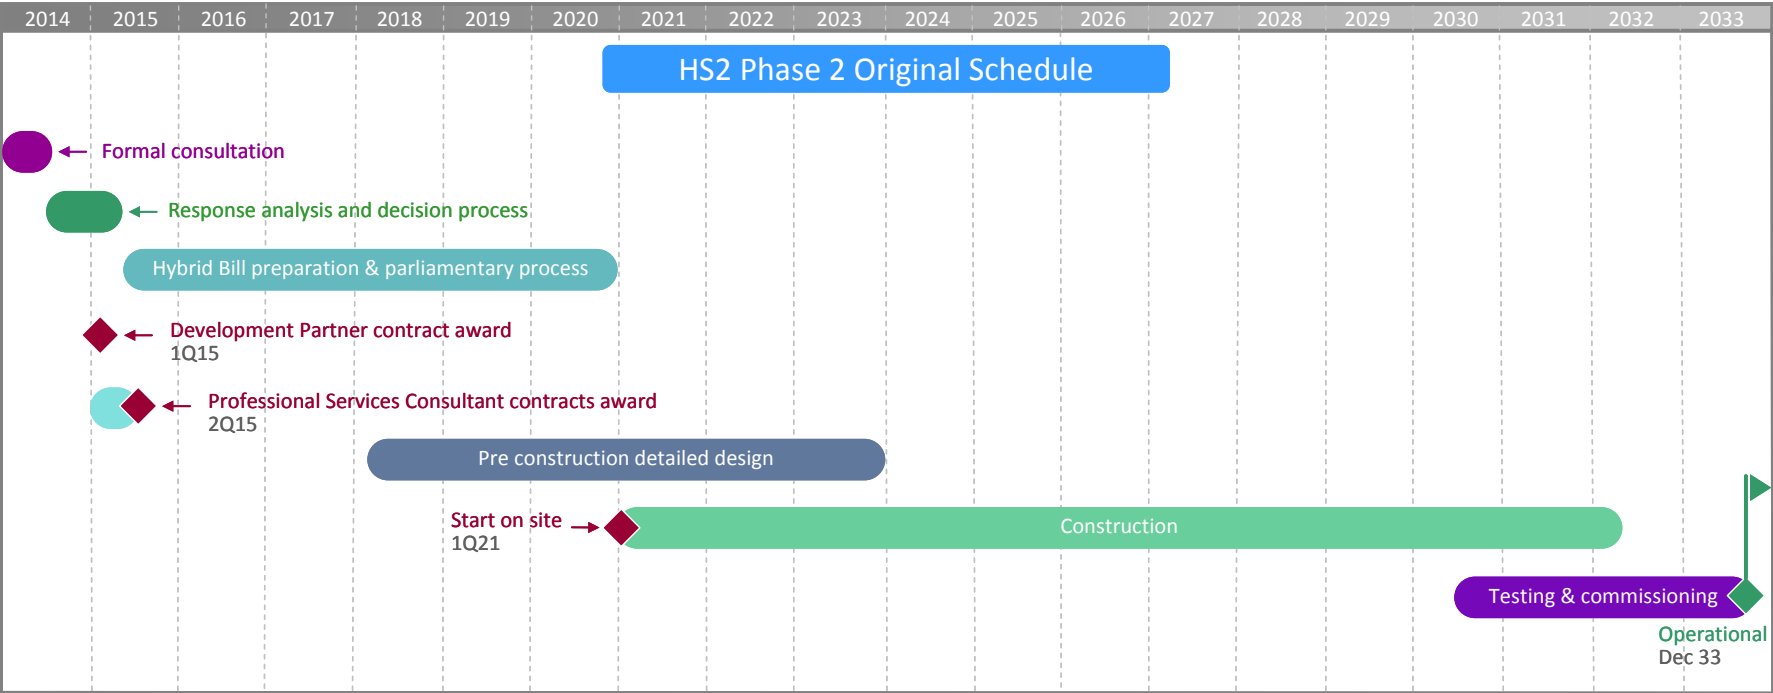 2014 2015 2016 2017 2018 2019 2020 2021 2022 2023 2024 2025 2026 2027 2028 2029 2030 2031 2032 2033
HS2 Phase 2 Original Schedule
Formal consultation
Response analysis and decision process
Hybrid Bill preparation & parliamentary process
Development Partner contract award
1Q15
Professional Services Consultant contracts award
2Q15
Pre construction detailed design
Start on site
1Q21
Construction
Testing & commissioning
Operational
Dec 33